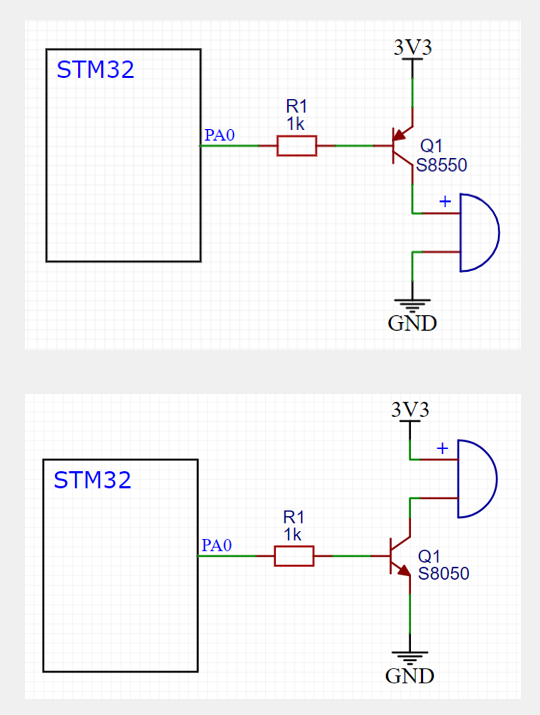 3V3
STM32
R1
1k
PA0
Q1
S8550
+
GND
3V3
+
STM32
R1
1k
PA0
Q1
S8050
GND